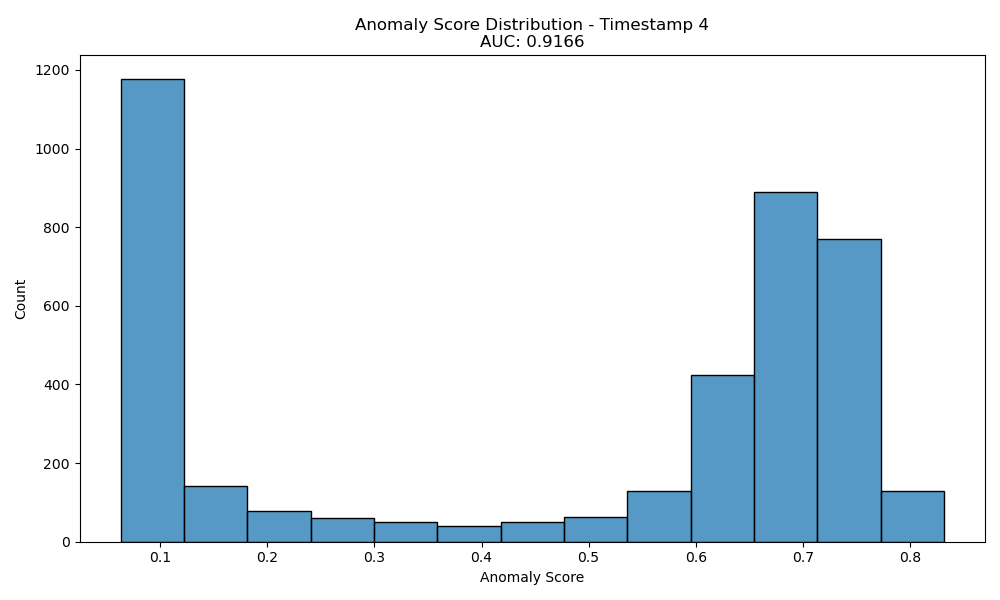 Anomaly Score Distribution - Timestamp 4
AUC: 0.9166
1200
1000
800
600
400
200
0
Count
0.1 0.2 0.3 0.4 0.5 0.6 0.7 0.8
Anomaly Score